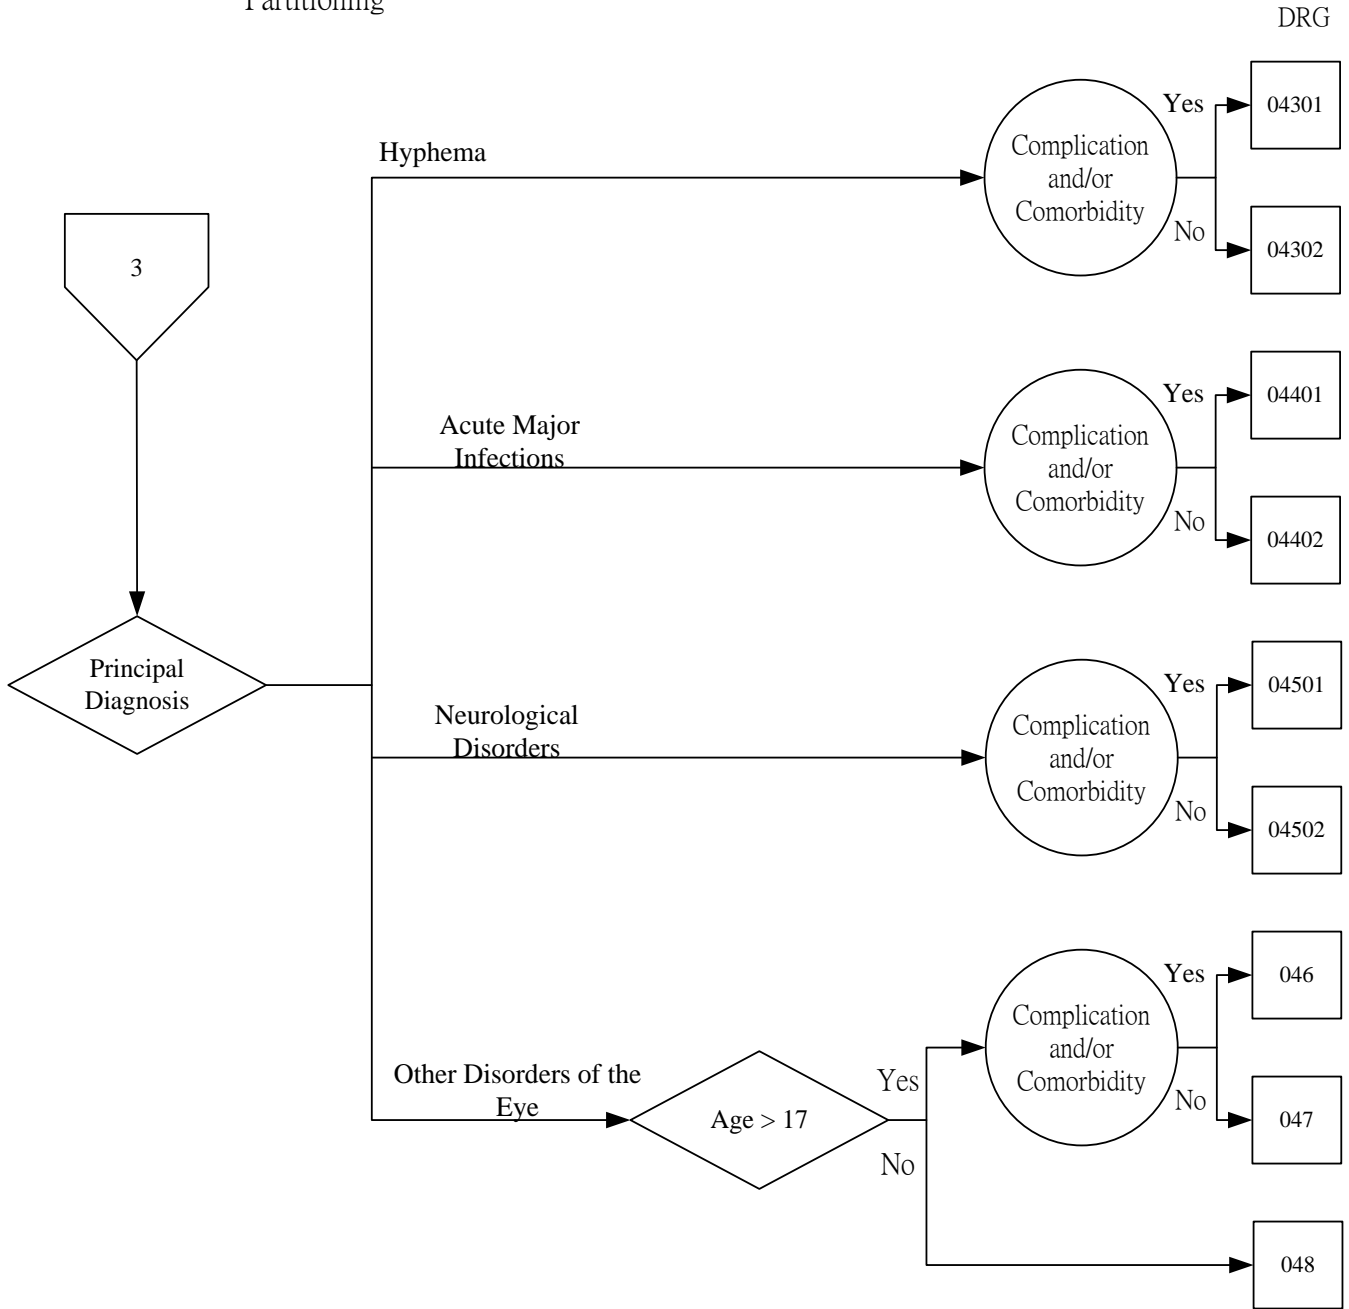 Partitioning
DRG
3
Principal
Diagnosis
Hyphema
Complication
and/or
Comorbidity
Yes
04301
No
04302
Acute Major
Infections
Complication
and/or
Comorbidity
Yes
04401
No
04402
Neurological
Disorders
Complication
and/or
Comorbidity
Yes
04501
No
04502
Other Disorders of the
Eye
Age > 17
Yes
Complication
and/or
Comorbidity
Yes
046
No
047
No
048